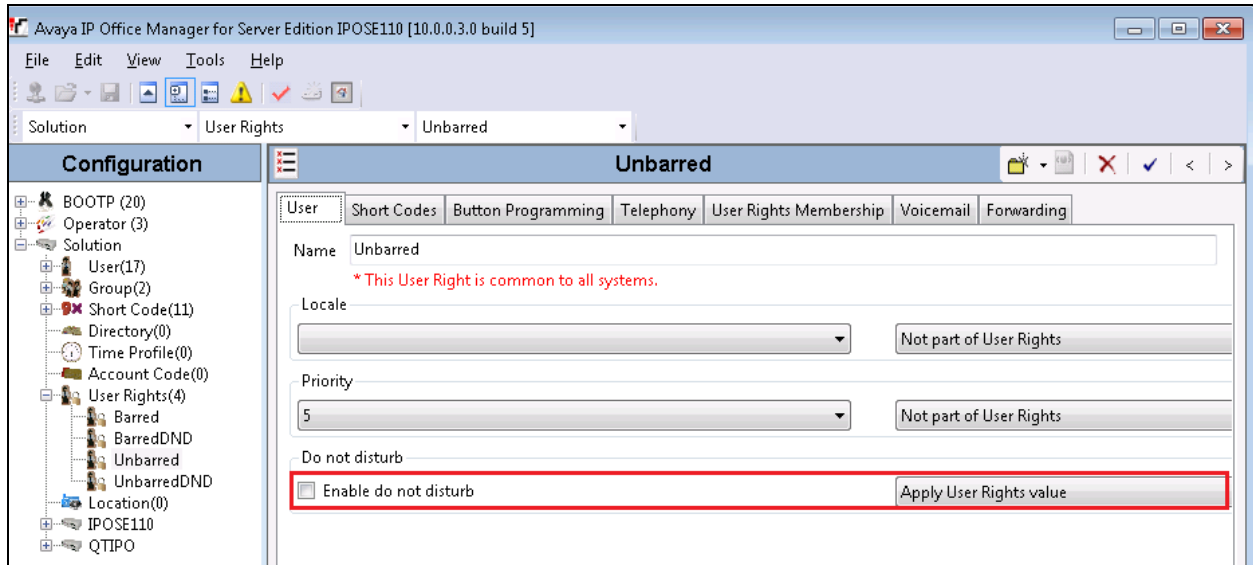 Avaya IP Office Manager for Server Edition IPOSE110 [10.0.0.3.0 build 5]
File Edit View Tools Help
Solution User Rights Unbarred
Configuration
BOOTP (20)
Operator (3)
Solution
User(17)
Group(2)
Short Code(11)
Directory(0)
Time Profile(0)
Account Code(0)
User Rights(4)
Barred
BarredDND
Unbarred
UnbarredDND
Location(0)
IPOSE110
QTIPO
Unbarred
User Short Codes Button Programming Telephony User Rights Membership Voicemail Forwarding
Name Unbarred
* This User Right is common to all systems.
Locale
Not part of User Rights
Priority
5 Not part of User Rights
Do not disturb
Enable do not disturb Apply User Rights value